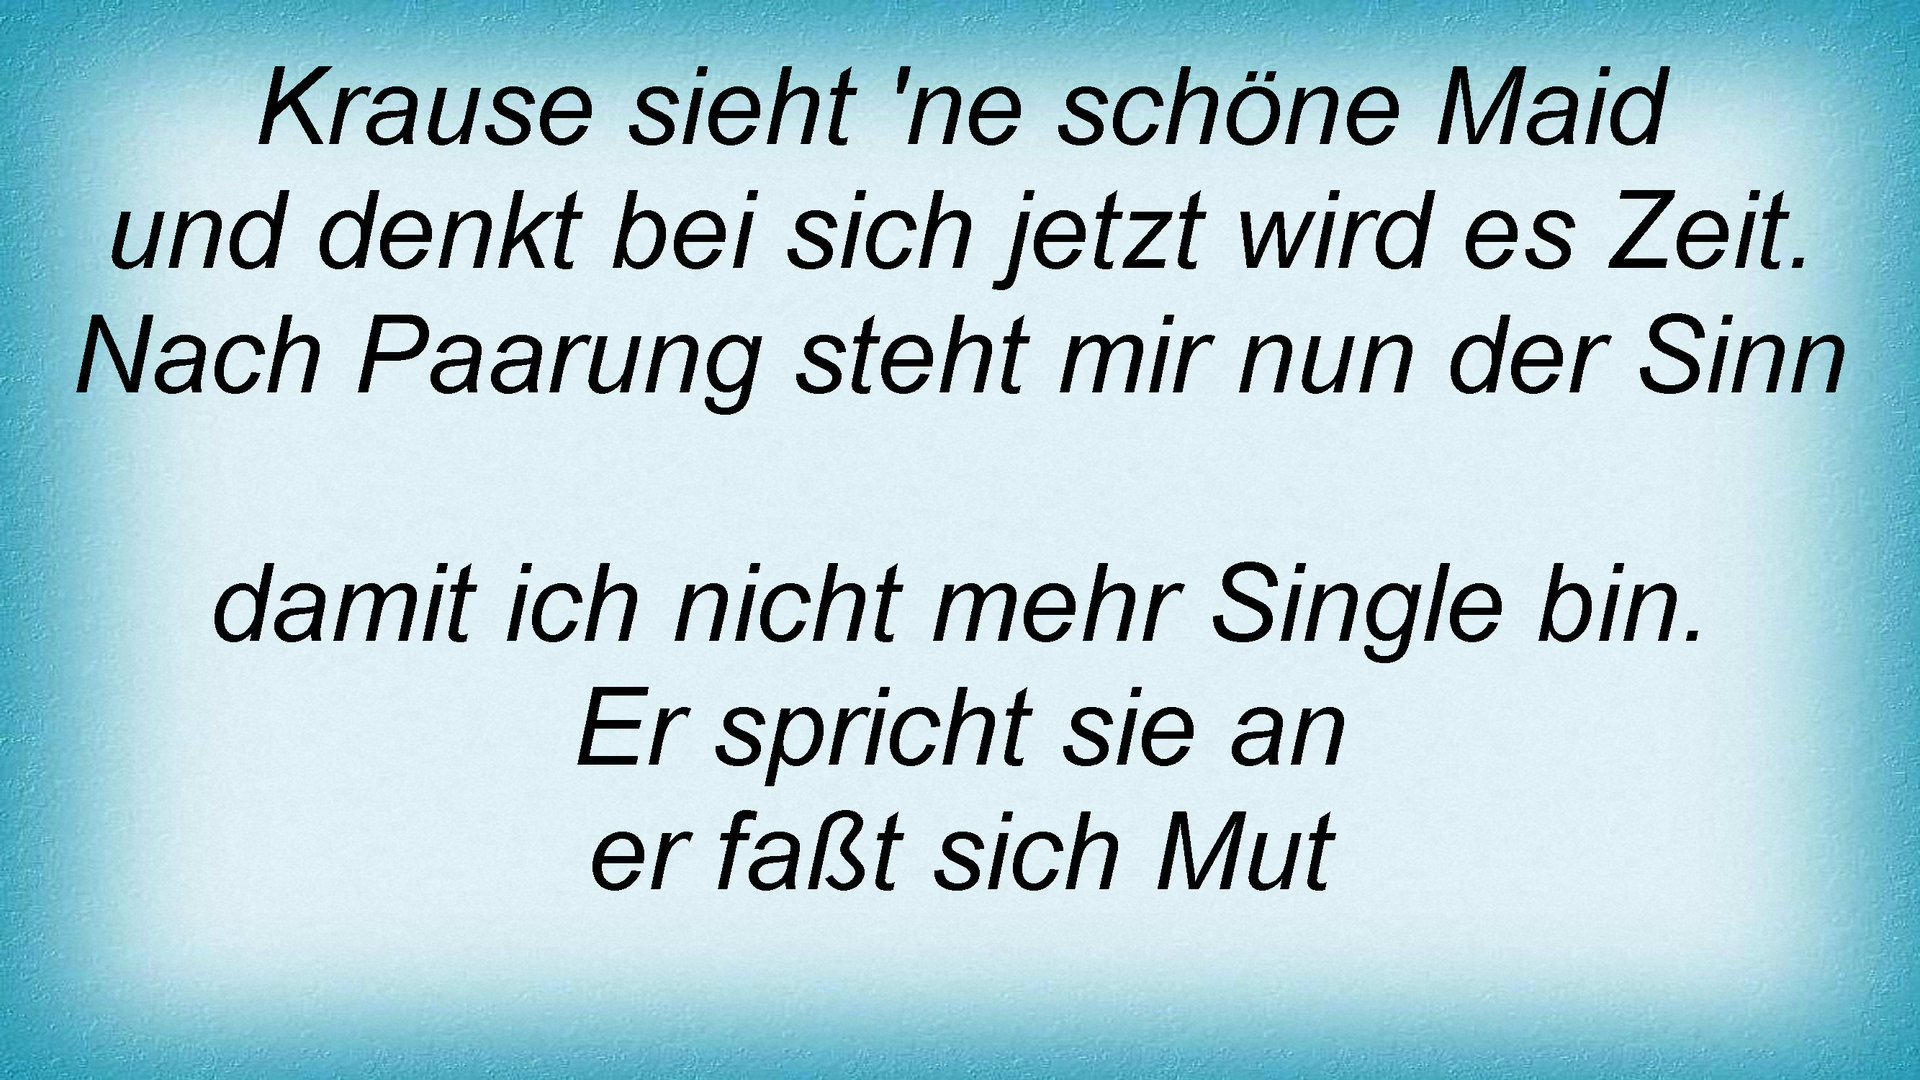 Krause sieht 'ne schöne Maid
und denkt bei sich jetzt wird es Zeit.
Nach Paarung steht mir nun der Sinn
damit ich nicht mehr Single bin.
Er spricht sie an
er faßt sich Mut